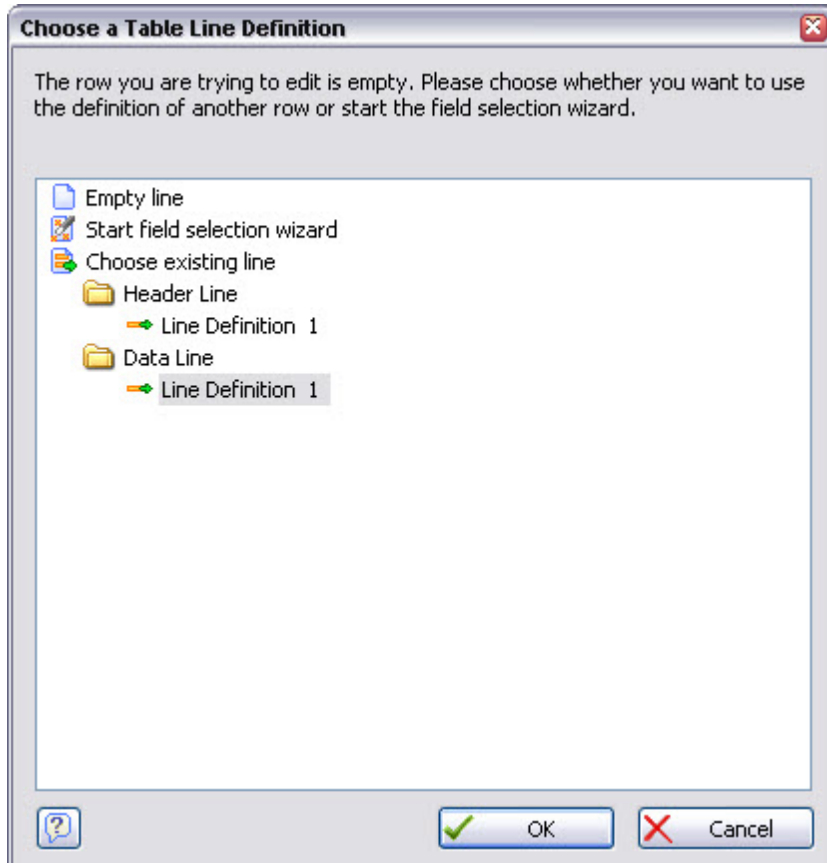 Choose a Table Line Definition
The row you are trying to edit is empty. Please choose whether you want to use
the definition of another row or start the field selection wizard.
Empty line
Start field selection wizard
Choose existing line
Header Line
Line Definition 1
Data Line
Line Definition 1
OK
Cancel